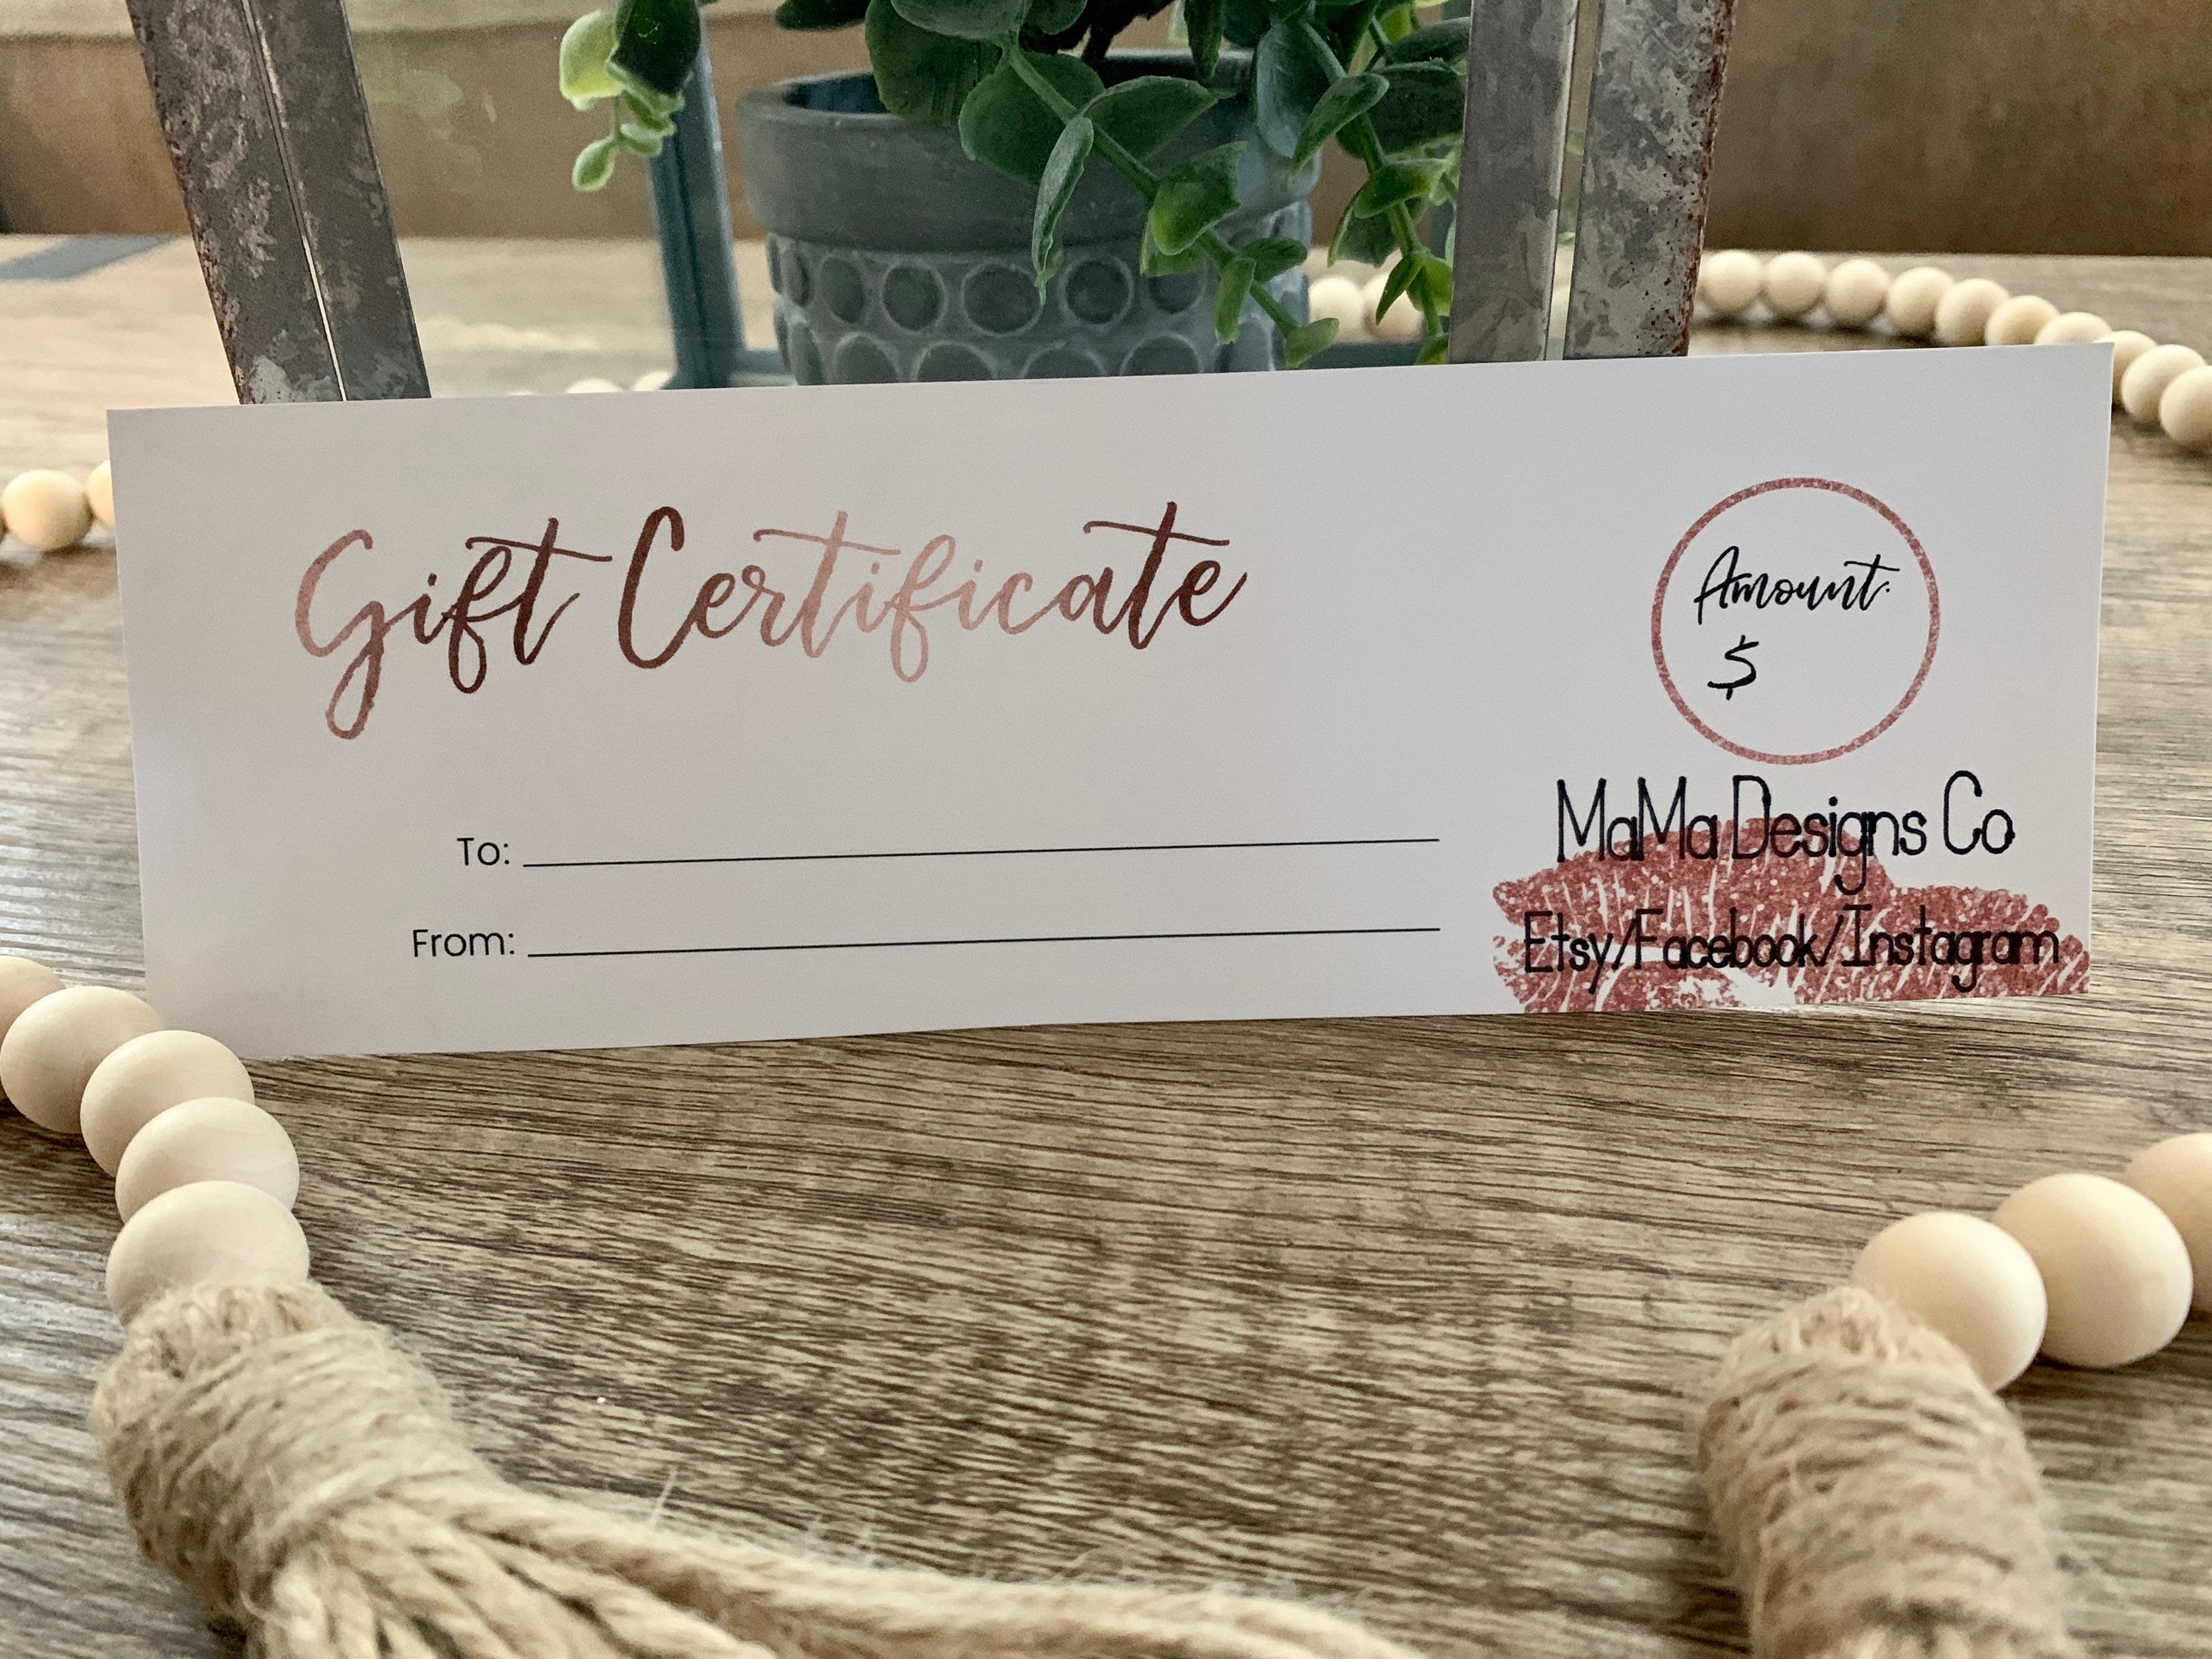 Gift Certificate
Amount:
$
To:
From:
MaMa Designs Co
Etsy/Facebook/Instagram